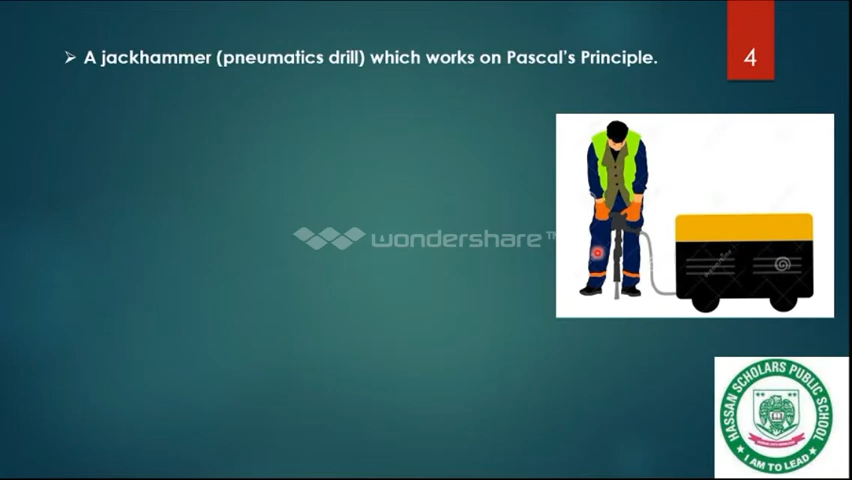 ➢ A jackhammer (pneumatics drill) which works on Pascal's Principle.
4
wondershare™
HASSAN SCHOLARS PUBLIC SCHOOL
★ I AM TO LEAD ★